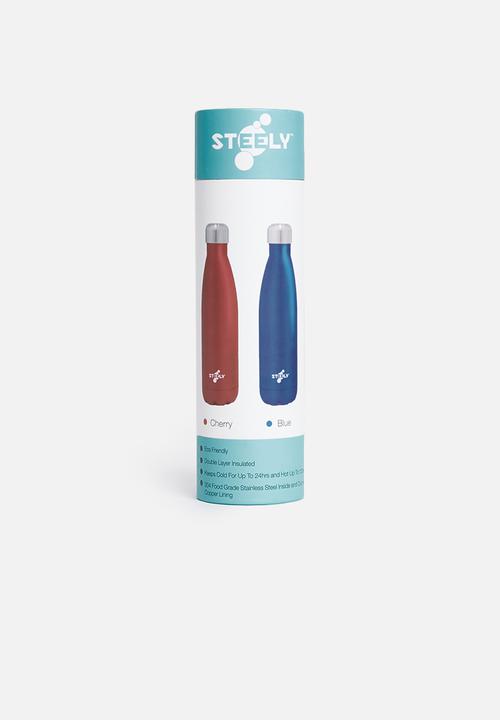 STEELY™
STEELY
STEELY
Cherry
Blue
Eco Friendly
Double Layer Insulated
Keeps Cold For Up To 24hrs and Hot Up To
304 Food Grade Stainless Steel Inside and
Copper Lining